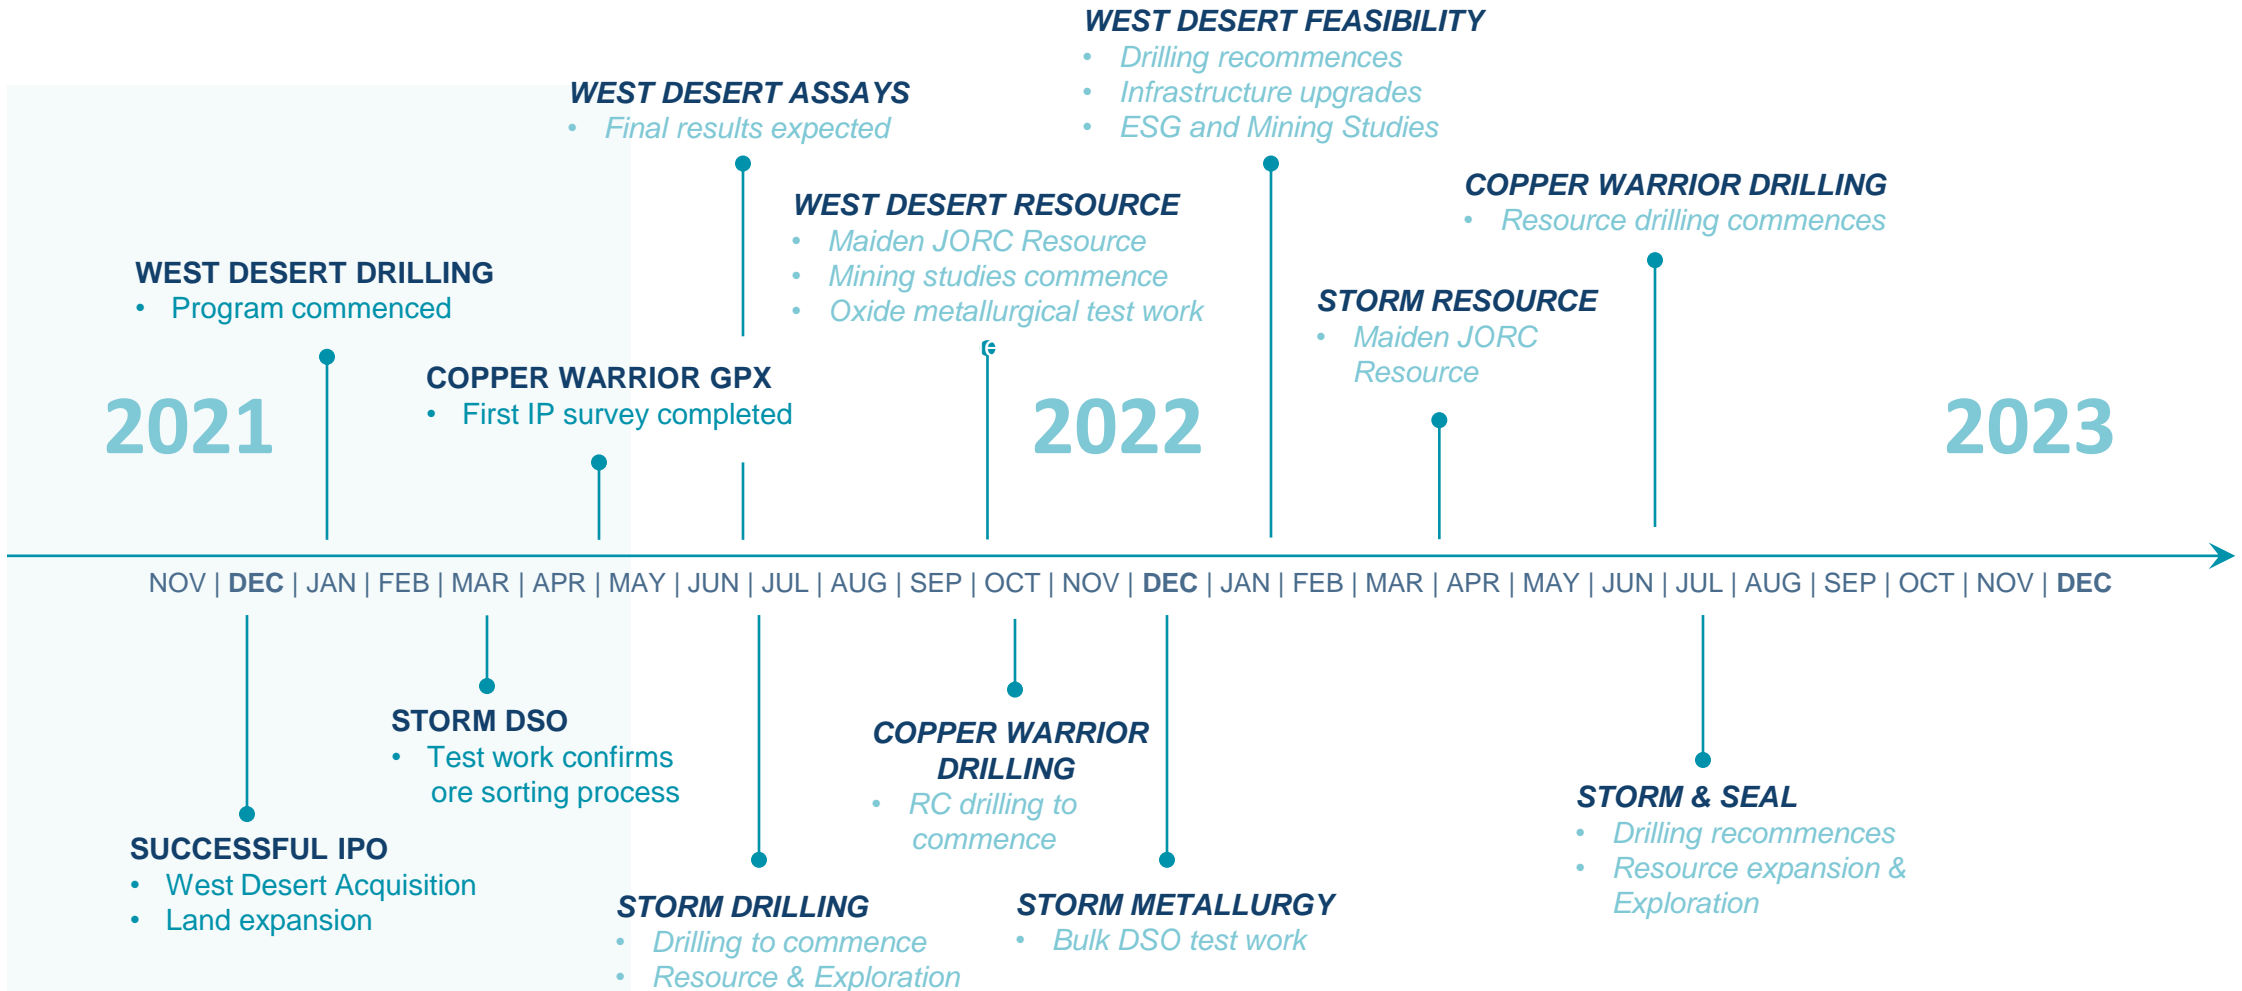 WEST DESERT FEASIBILITY
• Drilling recommences
• Infrastructure upgrades
• ESG and Mining Studies
WEST DESERT ASSAYS
• Final results expected
COPPER WARRIOR DRILLING
• Resource drilling commences
WEST DESERT RESOURCE
• Maiden JORC Resource
• Mining studies commence
• Oxide metallurgical test work
WEST DESERT DRILLING
• Program commenced
STORM RESOURCE
• Maiden JORC
Resource
COPPER WARRIOR GPX
• First IP survey completed
2021
2022
2023
NOV | DEC | JAN | FEB | MAR | APR | MAY | JUN | JUL | AUG | SEP | OCT | NOV | DEC | JAN | FEB | MAR | APR | MAY | JUN | JUL | AUG | SEP | OCT | NOV | DEC
STORM DSO
• Test work confirms
ore sorting process
COPPER WARRIOR
DRILLING
• RC drilling to
commence
STORM & SEAL
• Drilling recommences
• Resource expansion &
Exploration
SUCCESSFUL IPO
• West Desert Acquisition
• Land expansion
STORM DRILLING
• Drilling to commence
• Resource & Exploration
STORM METALLURGY
• Bulk DSO test work